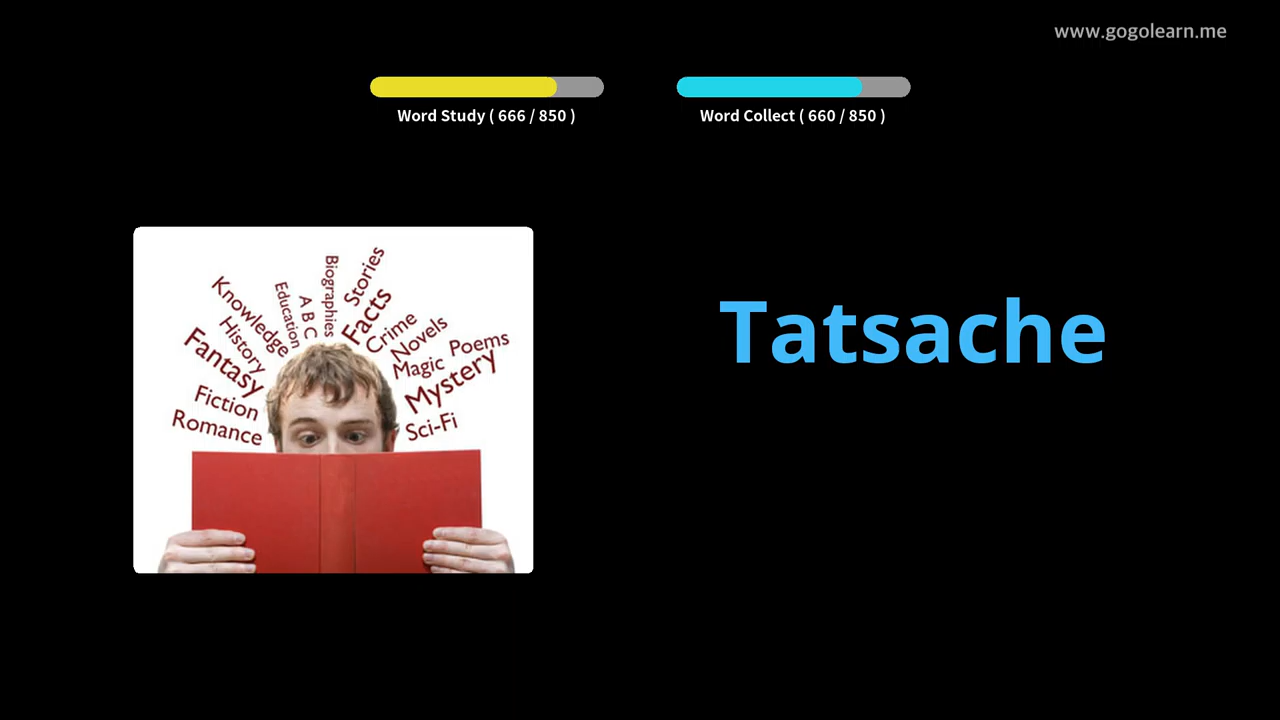 www.gogolearn.me
Word Study ( 666 / 850 )
Word Collect ( 660 / 850 )
Tatsache
Knowledge
History
Fantasy
Fiction
Romance
Education
A B C
Biographies
Stories
Facts
Crime
Novels
Poems
Magic
Mystery
Sci-Fi